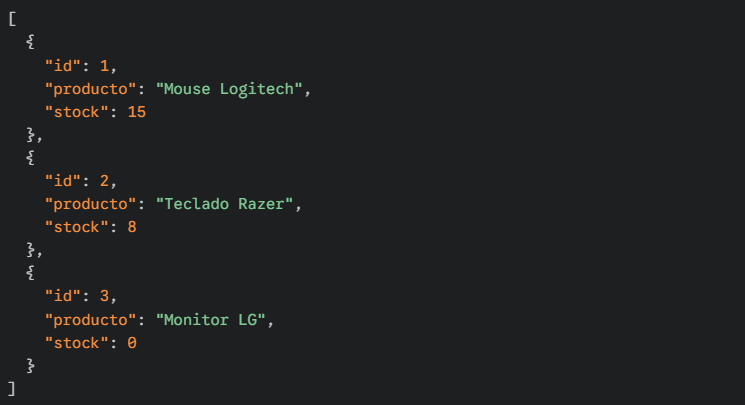 [
  {
    "id": 1,
    "producto": "Mouse Logitech",
    "stock": 15
  },
  {
    "id": 2,
    "producto": "Teclado Razer",
    "stock": 8
  },
  {
    "id": 3,
    "producto": "Monitor LG",
    "stock": 0
  }
]